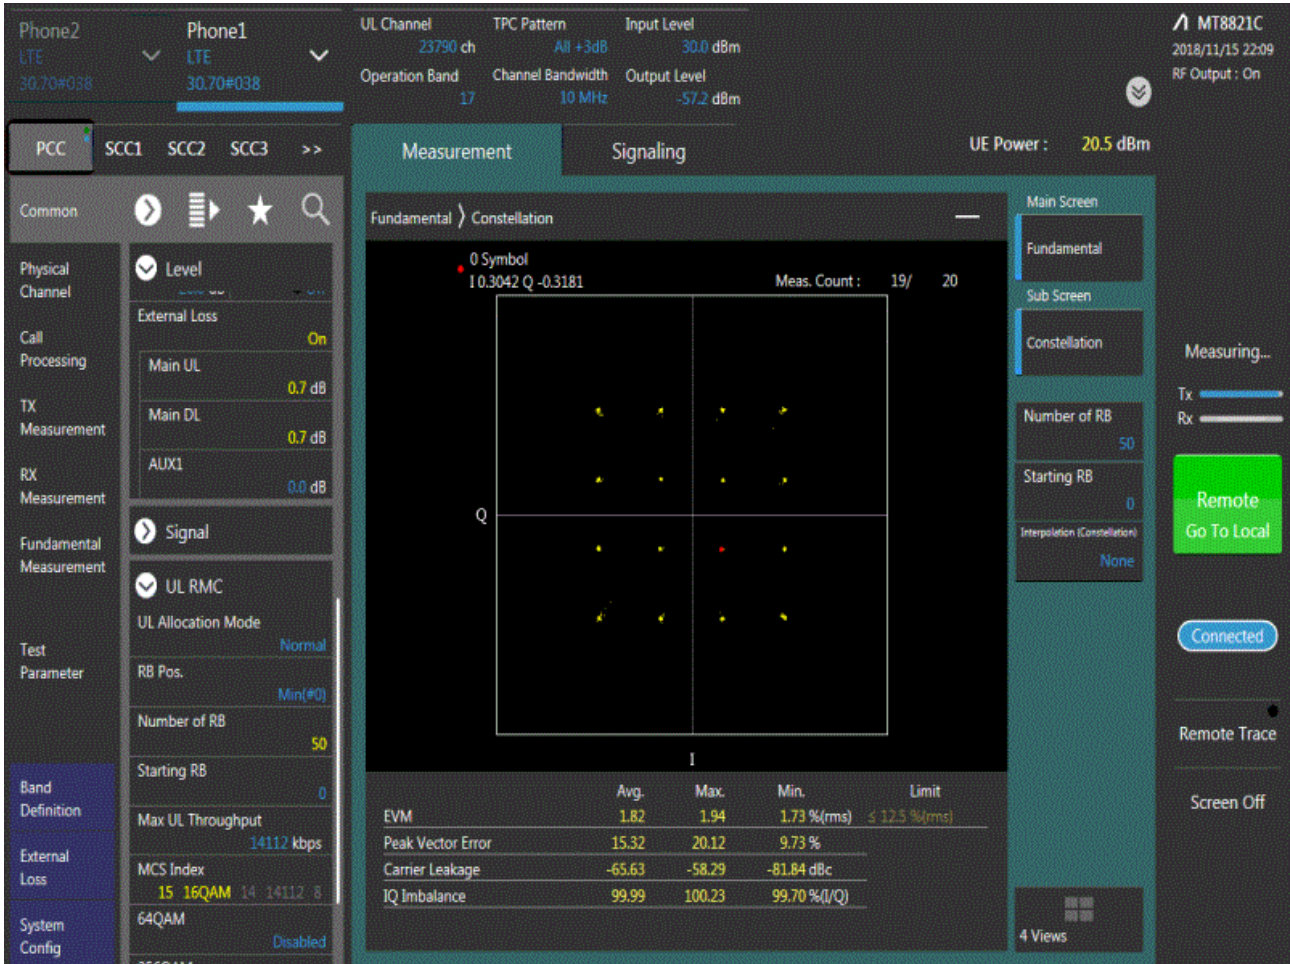 Phone2
LTE
30.70#038
Phone1
LTE
30.70#038
UL Channel
23790 ch
TPC Pattern
All +3dB
Input Level
30.0 dBm
Operation Band
17
Channel Bandwidth
10 MHz
Output Level
-57.2 dBm
MT8821C
2018/11/15 22:09
RF Output : On
PCC SCC1 SCC2 SCC3 >>
Measurement
Signaling
UE Power : 20.5 dBm
Common
Physical
Channel
Call
Processing
TX
Measurement
RX
Measurement
Fundamental
Measurement
Test
Parameter
Band
Definition
External
Loss
System
Config
Level
External Loss
On
Main UL
0.7 dB
Main DL
0.7 dB
AUX1
0.0 dB
Signal
UL RMC
UL Allocation Mode
Normal
RB Pos.
Min(#0)
Number of RB
50
Starting RB
0
Max UL Throughput
14112 kbps
MCS Index
15 16QAM 14 14112 8
64QAM
Disabled
Fundamental 〉 Constellation
0 Symbol
I 0.3042 Q -0.3181
Meas. Count : 19/ 20
Q
I
Avg. Max. Min. Limit
EVM 1.82 1.94 1.73 %(rms) ≤ 12.5 %(rms)
Peak Vector Error 15.32 20.12 9.73 %
Carrier Leakage -65.63 -58.29 -81.84 dBc
IQ Imbalance 99.99 100.23 99.70 %(I/Q)
Main Screen
Fundamental
Sub Screen
Constellation
Number of RB
50
Starting RB
0
Interpolation (Constellation)
None
4 Views
Measuring...
Tx
Rx
Remote
Go To Local
Connected
Remote Trace
Screen Off